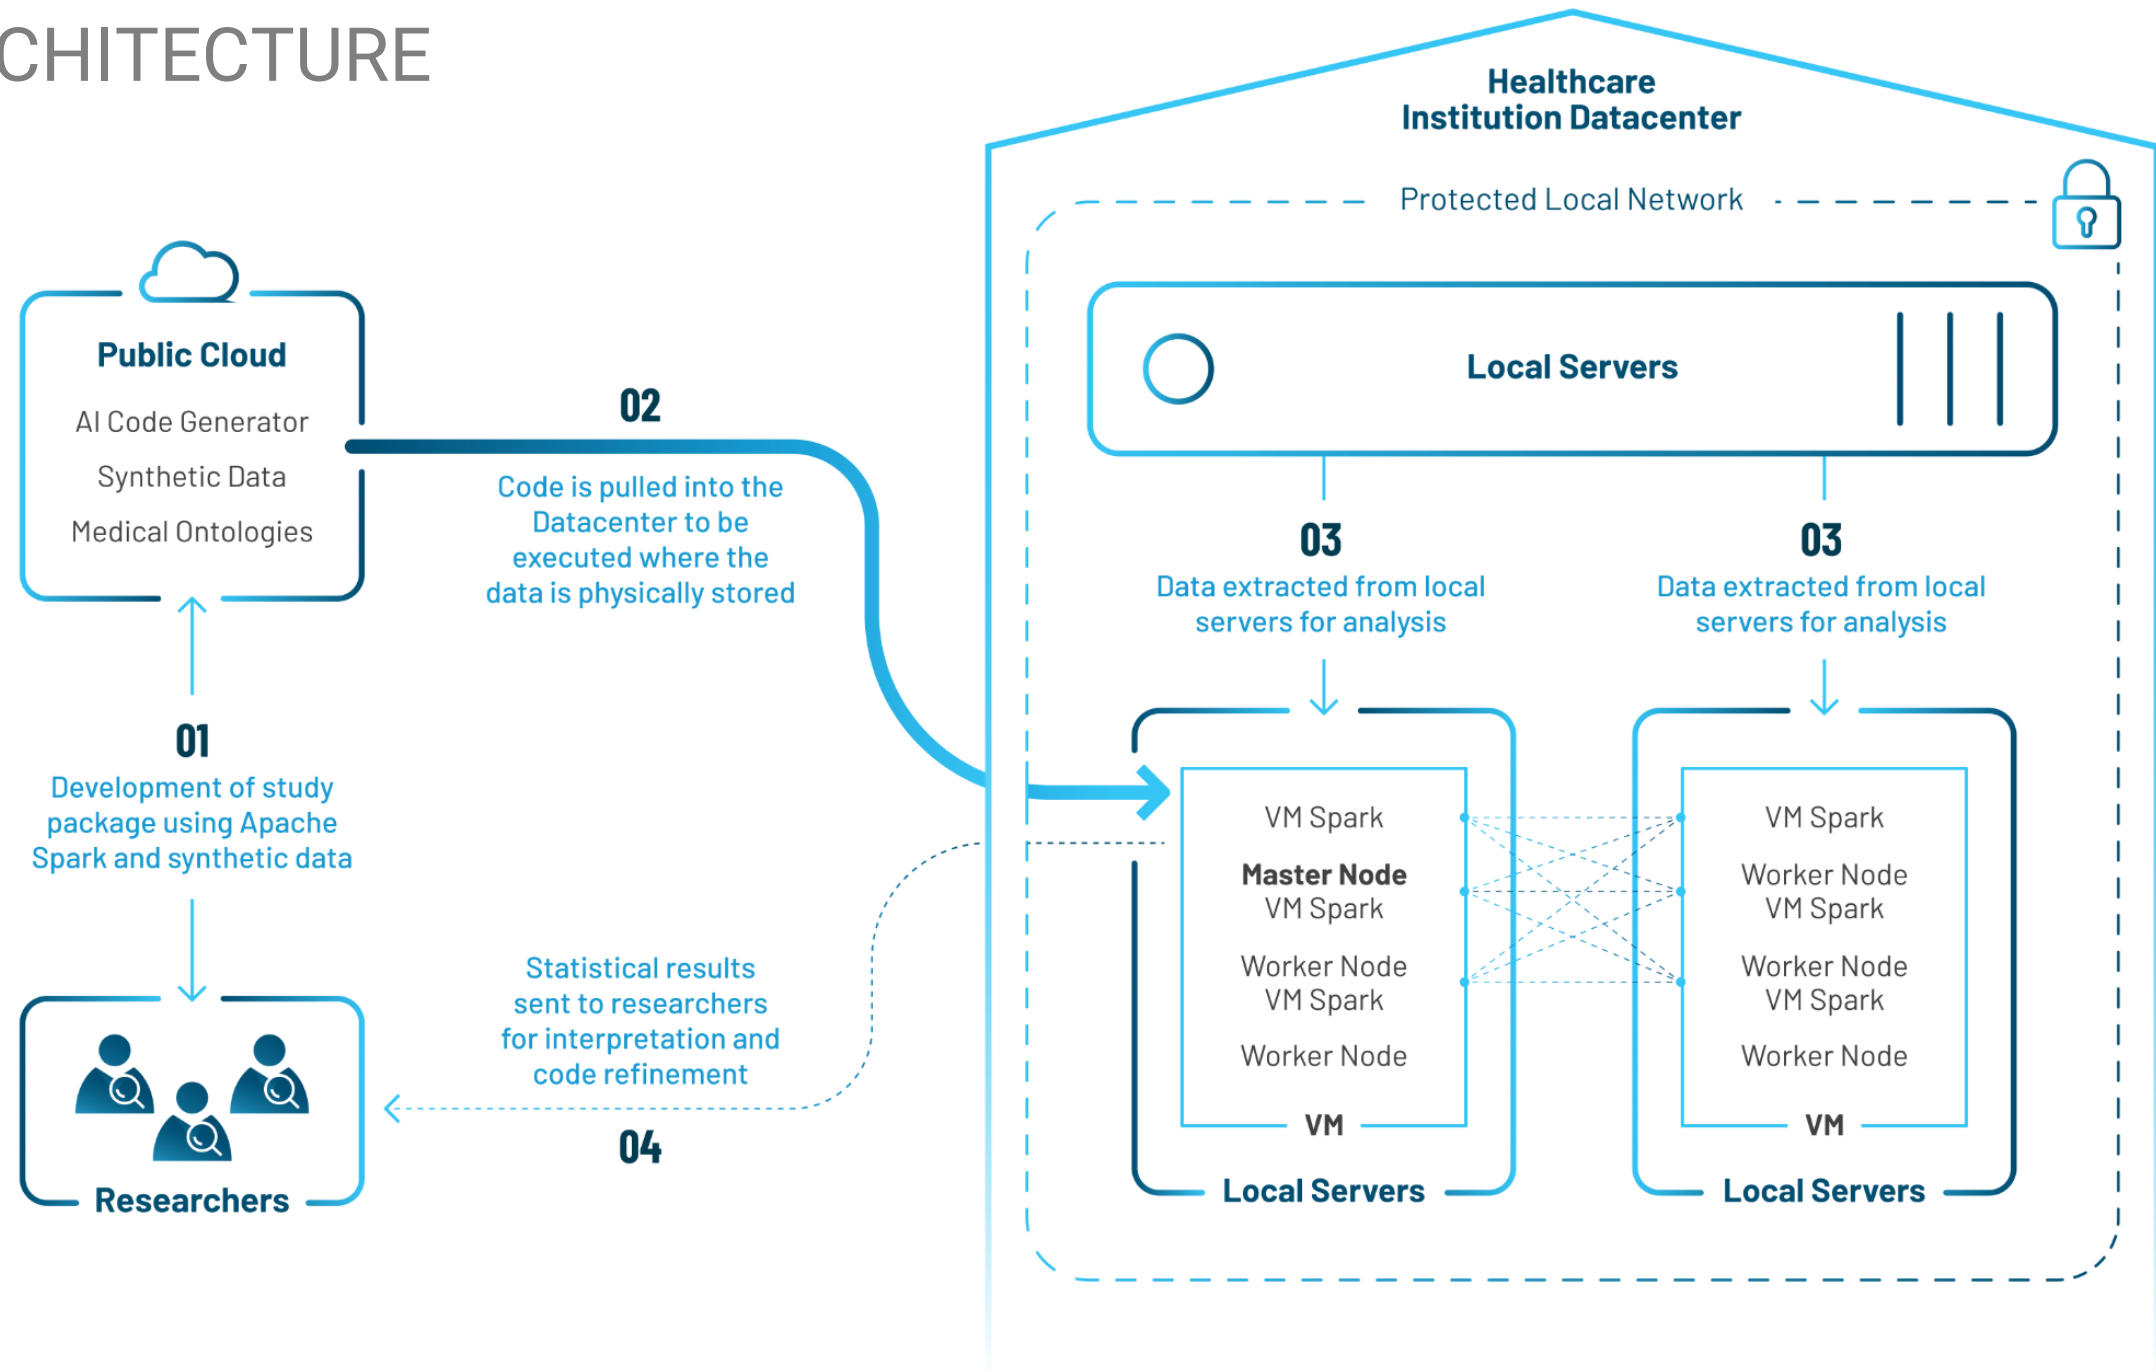 CHITECTURE
Healthcare
Institution Datacenter
Protected Local Network
Public Cloud
AI Code Generator
Synthetic Data
Medical Ontologies
02
Code is pulled into the
Datacenter to be
executed where the
data is physically stored
Local Servers
03
Data extracted from local
servers for analysis
03
Data extracted from local
servers for analysis
01
Development of study
package using Apache
Spark and synthetic data
VM Spark
Master Node
VM Spark
Worker Node
VM Spark
Worker Node
VM
Local Servers
VM Spark
Worker Node
VM Spark
Worker Node
VM Spark
Worker Node
VM
Local Servers
Statistical results
sent to researchers
for interpretation and
code refinement
04
Researchers